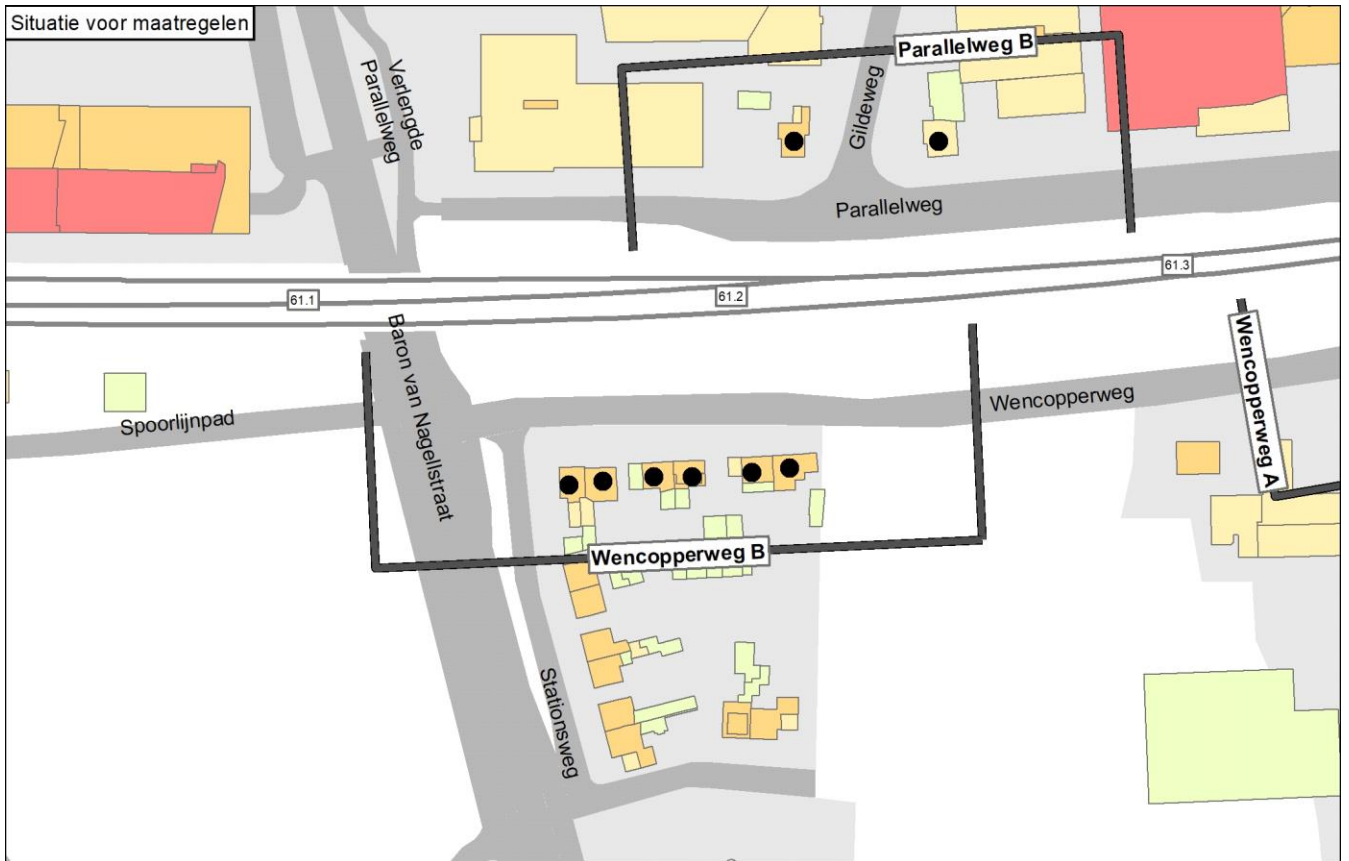 Situatie voor maatregelen
Verlengde
Parallelweg
Parallelweg B
Gildeweg
Parallelweg
61.1
61.2
61.3
Baron van Nagellstraat
Spoorlijnpad
Wencopperweg
Wencopperweg A
Wencopperweg B
Stationsweg